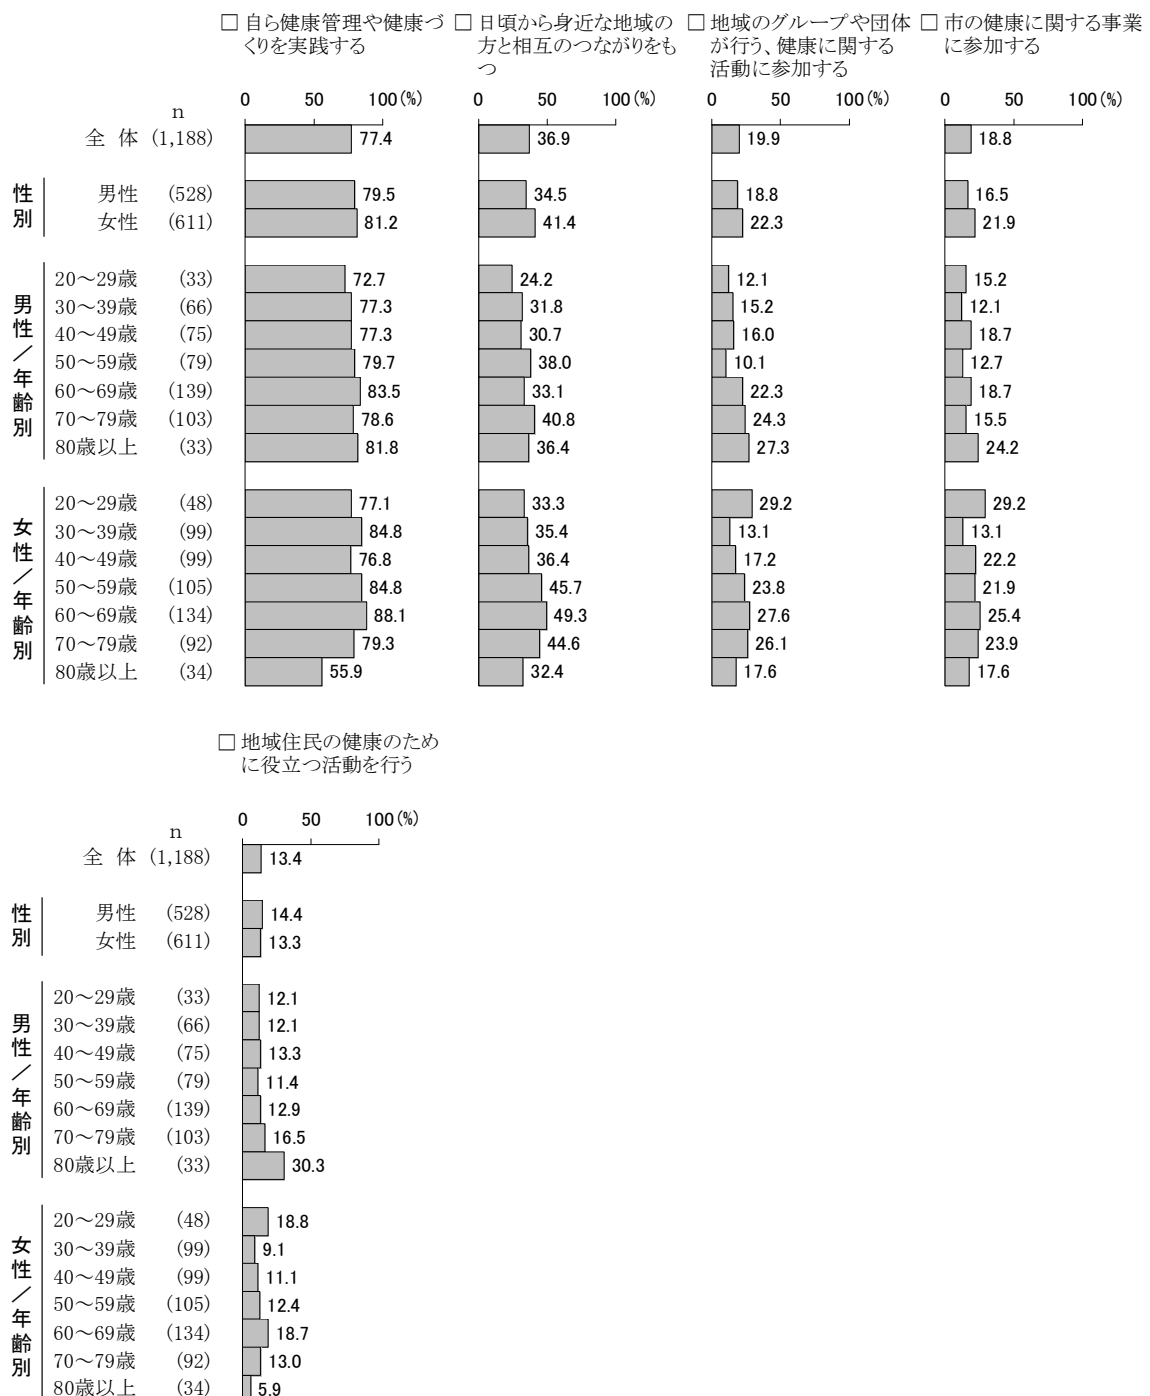 □ 自ら健康管理や健康づ
くりを実践する
□ 日頃から身近な地域の
方と相互のつながりをも
つ
□ 地域のグループや団体
が行う、健康に関する
活動に参加する
□ 市の健康に関する事業
に参加する
n
0 50 100(%) 0 50 100(%) 0 50 100(%) 0 50 100(%)
全 体 (1,188) 77.4 36.9 19.9 18.8
性別
男性 (528) 79.5 34.5 18.8 16.5
女性 (611) 81.2 41.4 22.3 21.9
男性/年齢別
20~29歳 (33) 72.7 24.2 12.1 15.2
30~39歳 (66) 77.3 31.8 15.2 12.1
40~49歳 (75) 77.3 30.7 16.0 18.7
50~59歳 (79) 79.7 38.0 10.1 12.7
60~69歳 (139) 83.5 33.1 22.3 18.7
70~79歳 (103) 78.6 40.8 24.3 15.5
80歳以上 (33) 81.8 36.4 27.3 24.2
女性/年齢別
20~29歳 (48) 77.1 33.3 29.2 29.2
30~39歳 (99) 84.8 35.4 13.1 13.1
40~49歳 (99) 76.8 36.4 17.2 22.2
50~59歳 (105) 84.8 45.7 23.8 21.9
60~69歳 (134) 88.1 49.3 27.6 25.4
70~79歳 (92) 79.3 44.6 26.1 23.9
80歳以上 (34) 55.9 32.4 17.6 17.6
□ 地域住民の健康のため
に役立つ活動を行う
n
0 50 100(%)
全 体 (1,188) 13.4
性別
男性 (528) 14.4
女性 (611) 13.3
男性/年齢別
20~29歳 (33) 12.1
30~39歳 (66) 12.1
40~49歳 (75) 13.3
50~59歳 (79) 11.4
60~69歳 (139) 12.9
70~79歳 (103) 16.5
80歳以上 (33) 30.3
女性/年齢別
20~29歳 (48) 18.8
30~39歳 (99) 9.1
40~49歳 (99) 11.1
50~59歳 (105) 12.4
60~69歳 (134) 18.7
70~79歳 (92) 13.0
80歳以上 (34) 5.9